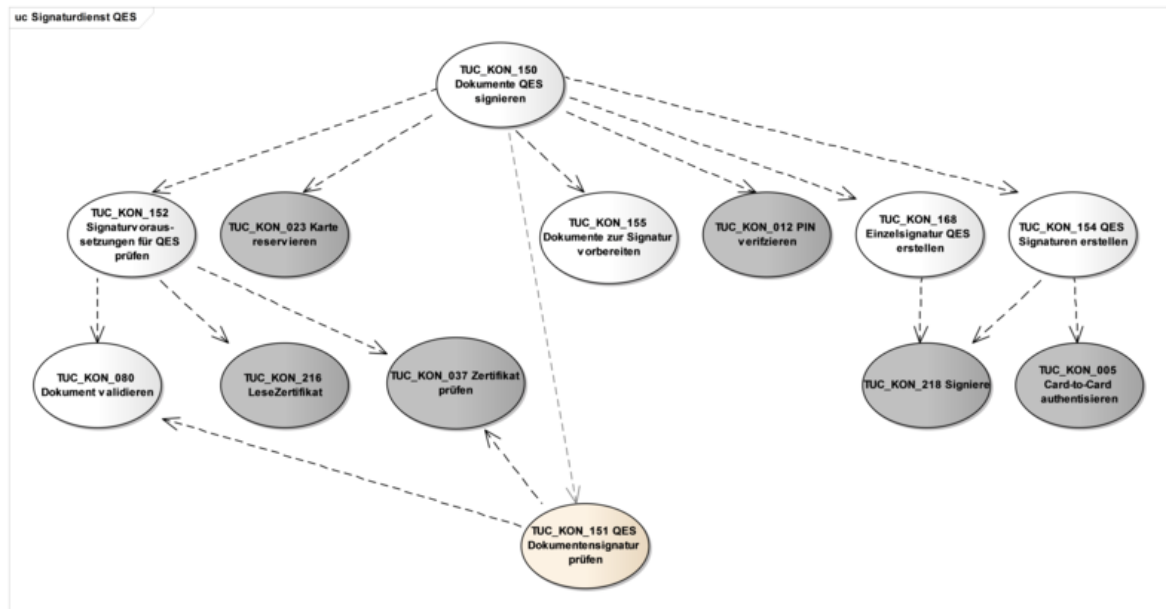 uc Signaturdienst QES
TUC_KON_150
Dokumente QES
signieren
TUC_KON_152
Signaturvoraus-
setzungen für QES
prüfen
TUC_KON_023 Karte
reservieren
TUC_KON_155
Dokumente zur Signatur
vorbereiten
TUC_KON_012 PIN
verifzieren
TUC_KON_168
Einzelsignatur QES
erstellen
TUC_KON_154 QES
Signaturen erstellen
TUC_KON_080
Dokument validieren
TUC_KON_216
LeseZertifikat
TUC_KON_037 Zertifikat
prüfen
TUC_KON_218 Signiere
TUC_KON_005
Card-to-Card
authentisieren
TUC_KON_151 QES
Dokumentensignatur
prüfen